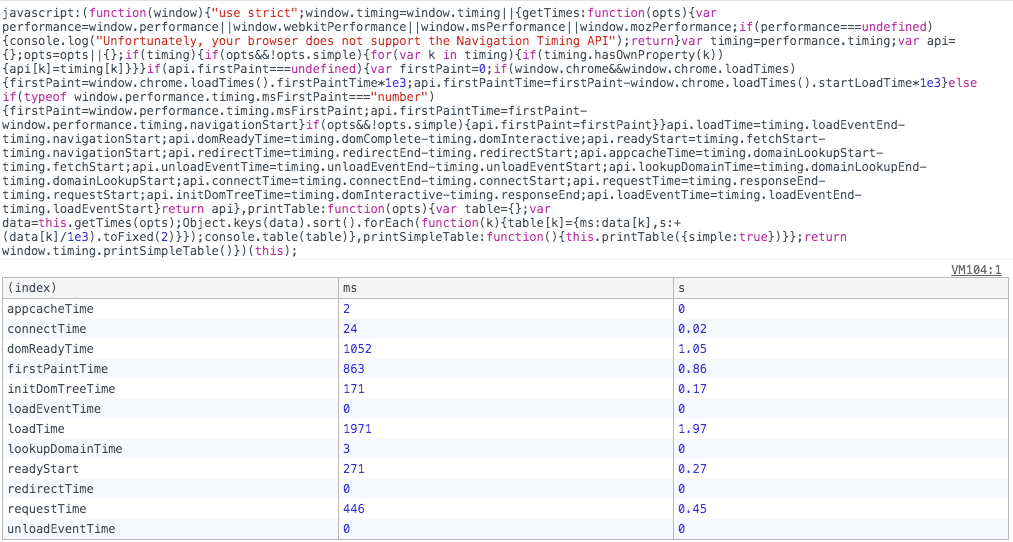 javascript:(function(window){"use strict";window.timing=window.timing||{getTimes:function(opts){var
performance=window.performance||window.webkitPerformance||window.msPerformance||window.mozPerformance;if(performance===undefined)
{console.log("Unfortunately, your browser does not support the Navigation Timing API");return}var timing=performance.timing;var api=
{};opts=opts||{};if(timing){if(opts&&!opts.simple){for(var k in timing){if(timing.hasOwnProperty(k))
{api[k]=timing[k]}}}if(api.firstPaint===undefined){var firstPaint=0;if(window.chrome&&window.chrome.loadTimes)
{firstPaint=window.chrome.loadTimes().firstPaintTime*1e3;api.firstPaintTime=firstPaint-window.chrome.loadTimes().startLoadTime*1e3}else
if(typeof window.performance.timing.msFirstPaint==="number")
{firstPaint=window.performance.timing.msFirstPaint;api.firstPaintTime=firstPaint-
window.performance.timing.navigationStart}if(opts&&!opts.simple){api.firstPaint=firstPaint}}api.loadTime=timing.loadEventEnd-
timing.navigationStart;api.domReadyTime=timing.domComplete-timing.domInteractive;api.readyStart=timing.fetchStart-
timing.navigationStart;api.redirectTime=timing.redirectEnd-timing.redirectStart;api.appcacheTime=timing.domainLookupStart-
timing.fetchStart;api.unloadEventTime=timing.unloadEventEnd-timing.unloadEventStart;api.lookupDomainTime=timing.domainLookupEnd-
timing.domainLookupStart;api.connectTime=timing.connectEnd-timing.connectStart;api.requestTime=timing.responseEnd-
timing.requestStart;api.initDomTreeTime=timing.domInteractive-timing.responseEnd;api.loadEventTime=timing.loadEventEnd-
timing.loadEventStart}return api},printTable:function(opts){var table={};var
data=this.getTimes(opts);Object.keys(data).sort().forEach(function(k){table[k]={ms:data[k],s:+
(data[k]/1e3).toFixed(2)}});console.table(table)},printSimpleTable:function(){this.printTable({simple:true})}};return
window.timing.printSimpleTable()})(this);
VM104:1
(index) ms s
appcacheTime 2 0
connectTime 24 0.02
domReadyTime 1052 1.05
firstPaintTime 863 0.86
initDomTreeTime 171 0.17
loadEventTime 0 0
loadTime 1971 1.97
lookupDomainTime 3 0
readyStart 271 0.27
redirectTime 0 0
requestTime 446 0.45
unloadEventTime 0 0